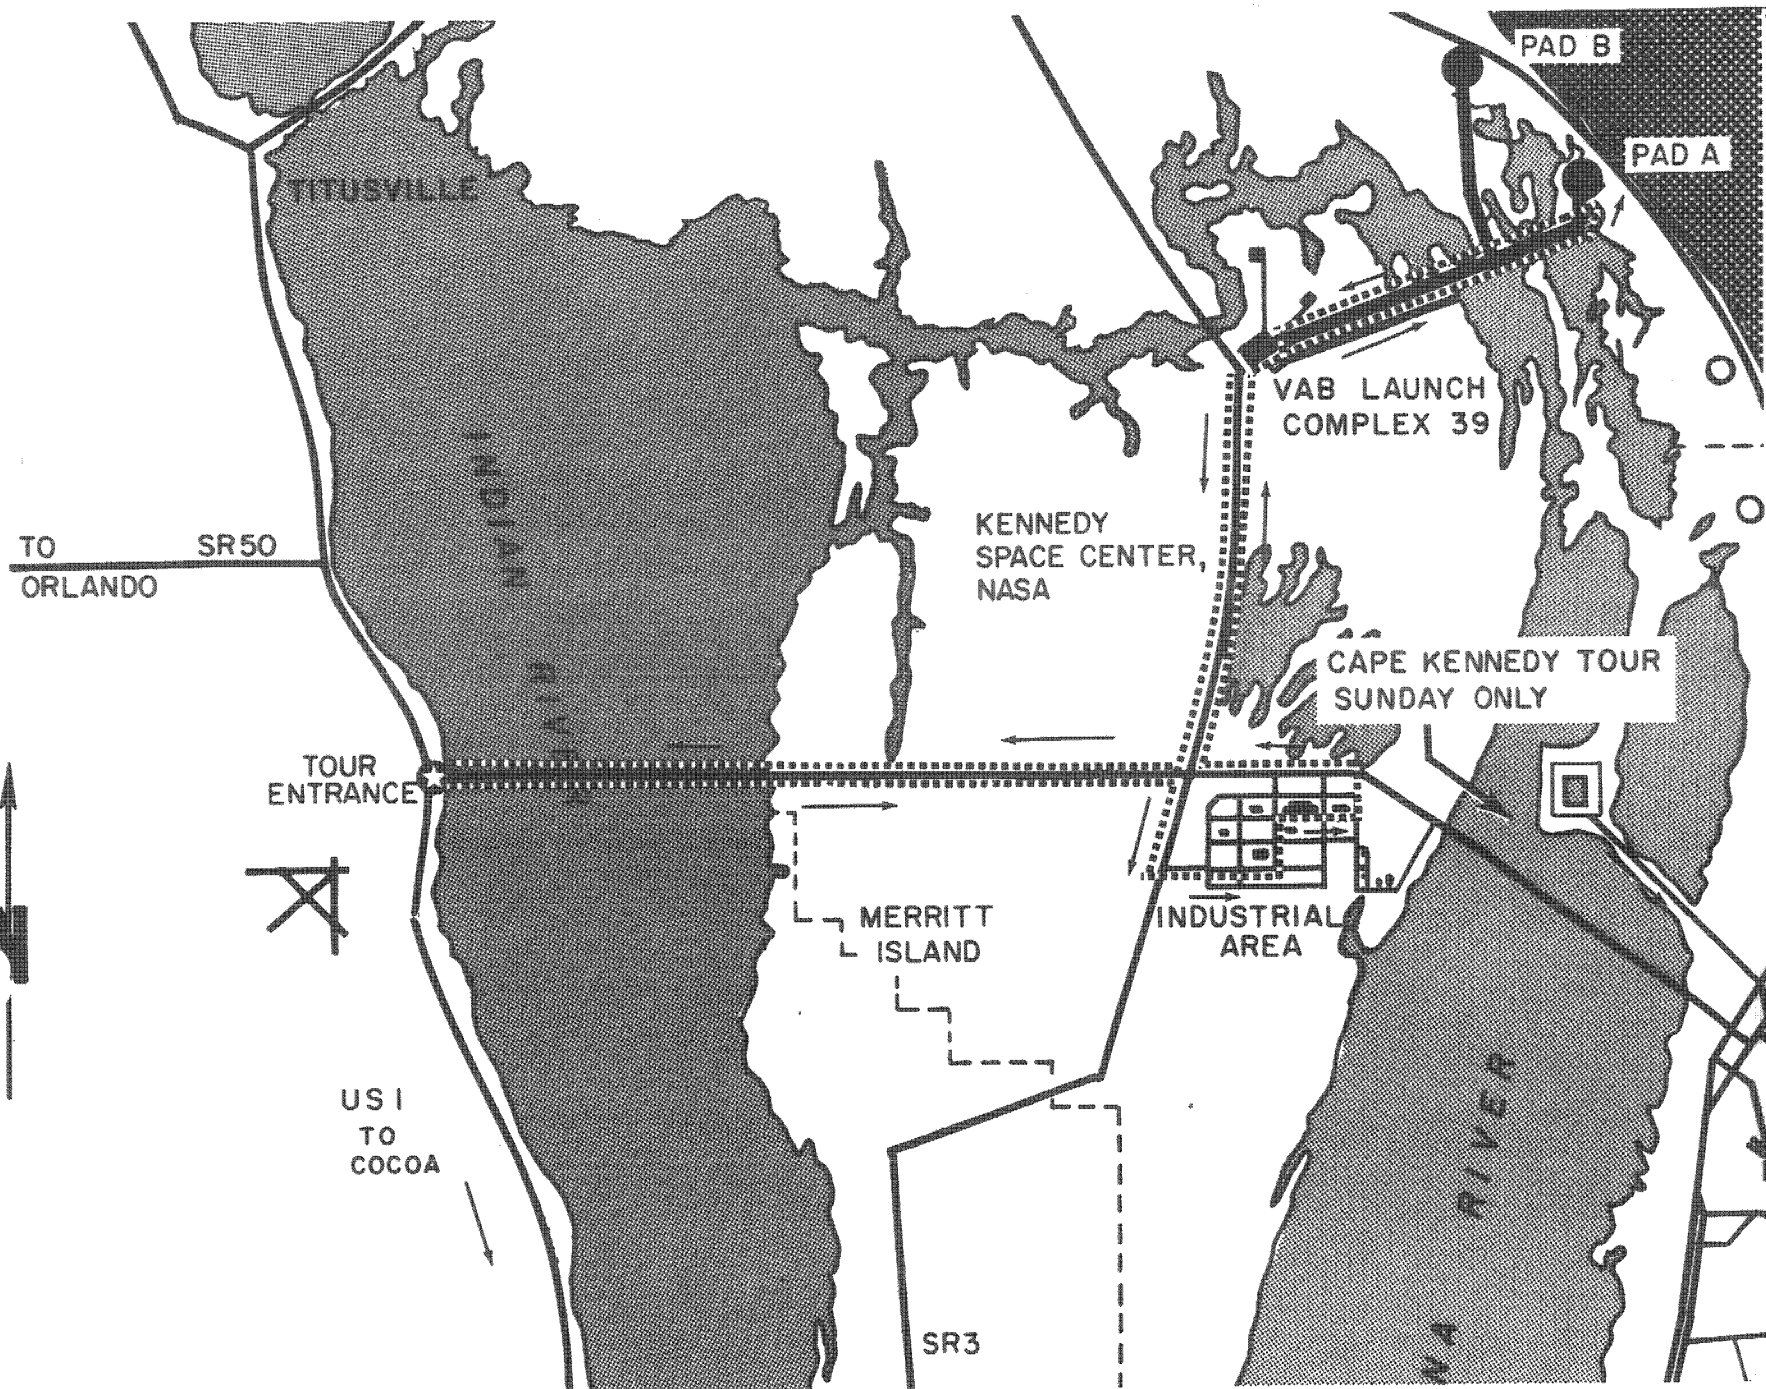 PAD B
PAD A
TITUSVILLE
VAB LAUNCH
COMPLEX 39
INDIAN
RIVER
KENNEDY
SPACE CENTER,
NASA
TO SR50
ORLANDO
CAPE KENNEDY TOUR
SUNDAY ONLY
TOUR
ENTRANCE
MERRITT
ISLAND
INDUSTRIAL
AREA
US 1
TO
COCOA
RIVER
NA
SR3